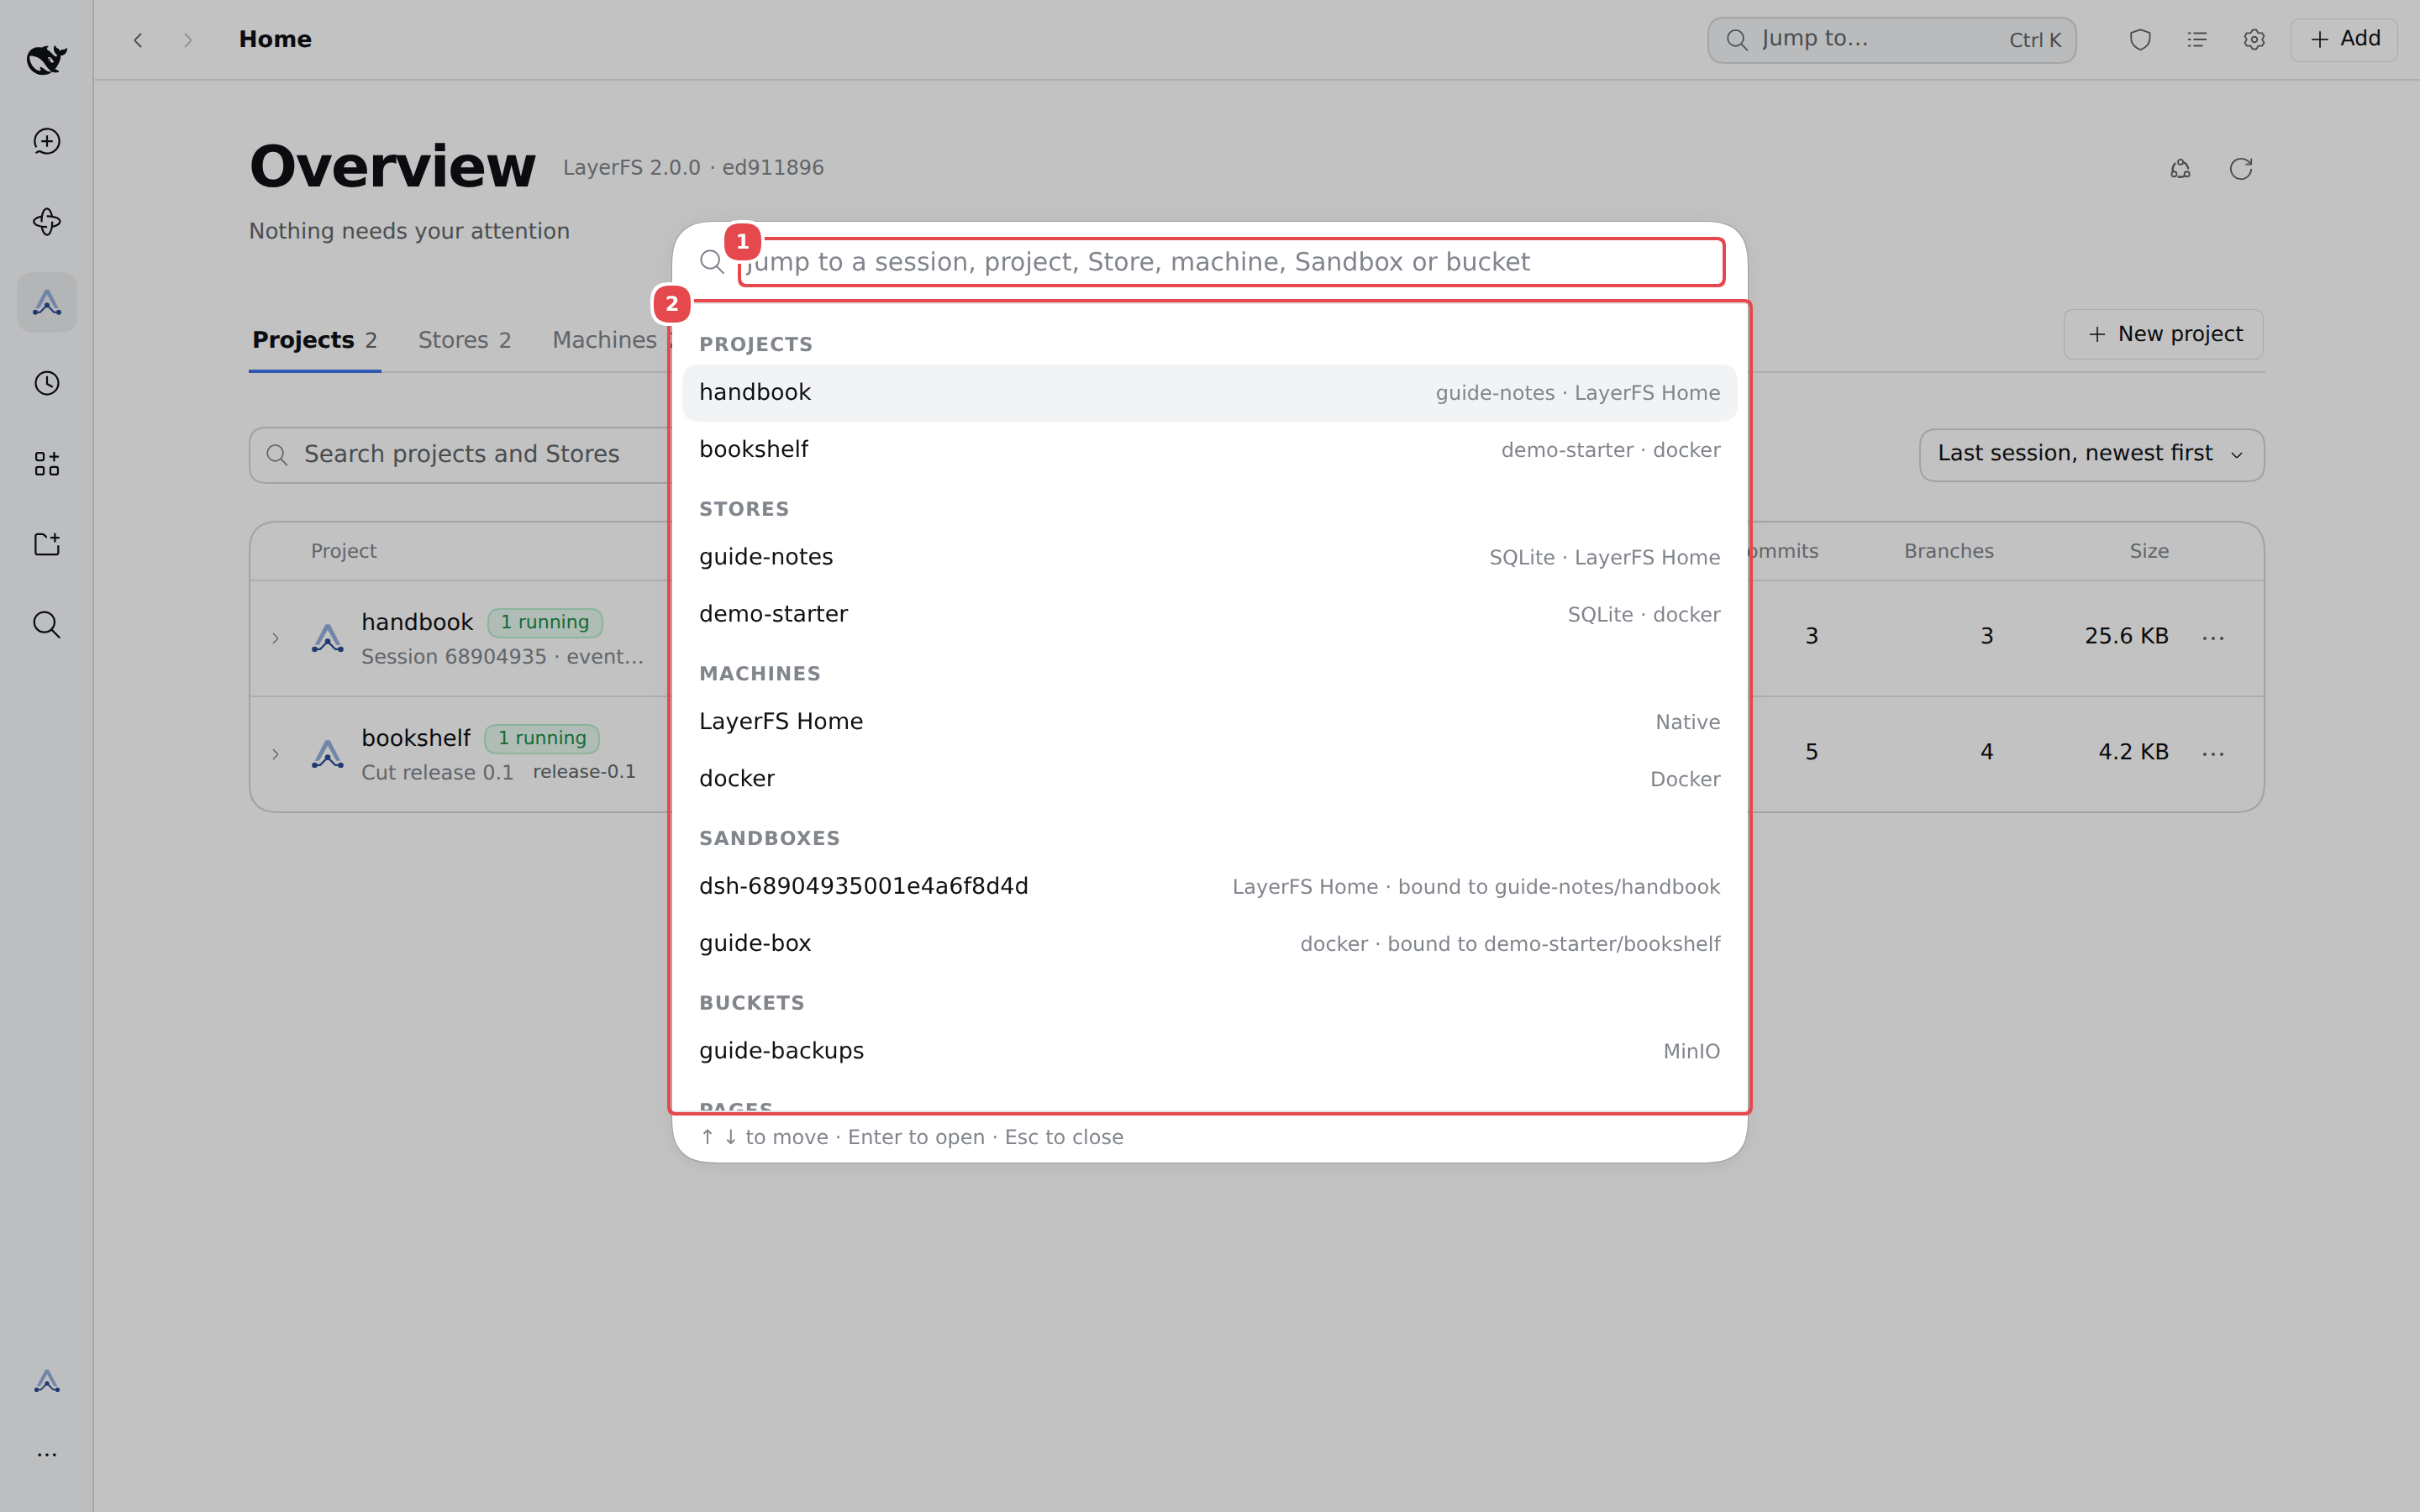 Home
Jump to...
Ctrl K
Add
Overview
LayerFS 2.0.0 · ed911896
Nothing needs your attention
1
Jump to a session, project, Store, machine, Sandbox or bucket
2
Projects 2
Stores 2
Machines
New project
PROJECTS
handbook
guide-notes · LayerFS Home
bookshelf
demo-starter · docker
Search projects and Stores
Last session, newest first
STORES
guide-notes
SQLite · LayerFS Home
demo-starter
SQLite · docker
Project
ommits
Branches
Size
handbook
1 running
Session 68904935 · event...
3
3
25.6 KB
MACHINES
LayerFS Home
Native
docker
Docker
bookshelf
1 running
Cut release 0.1
release-0.1
5
4
4.2 KB
SANDBOXES
dsh-68904935001e4a6f8d4d
LayerFS Home · bound to guide-notes/handbook
guide-box
docker · bound to demo-starter/bookshelf
BUCKETS
guide-backups
MinIO
PAGES
↑ ↓ to move · Enter to open · Esc to close